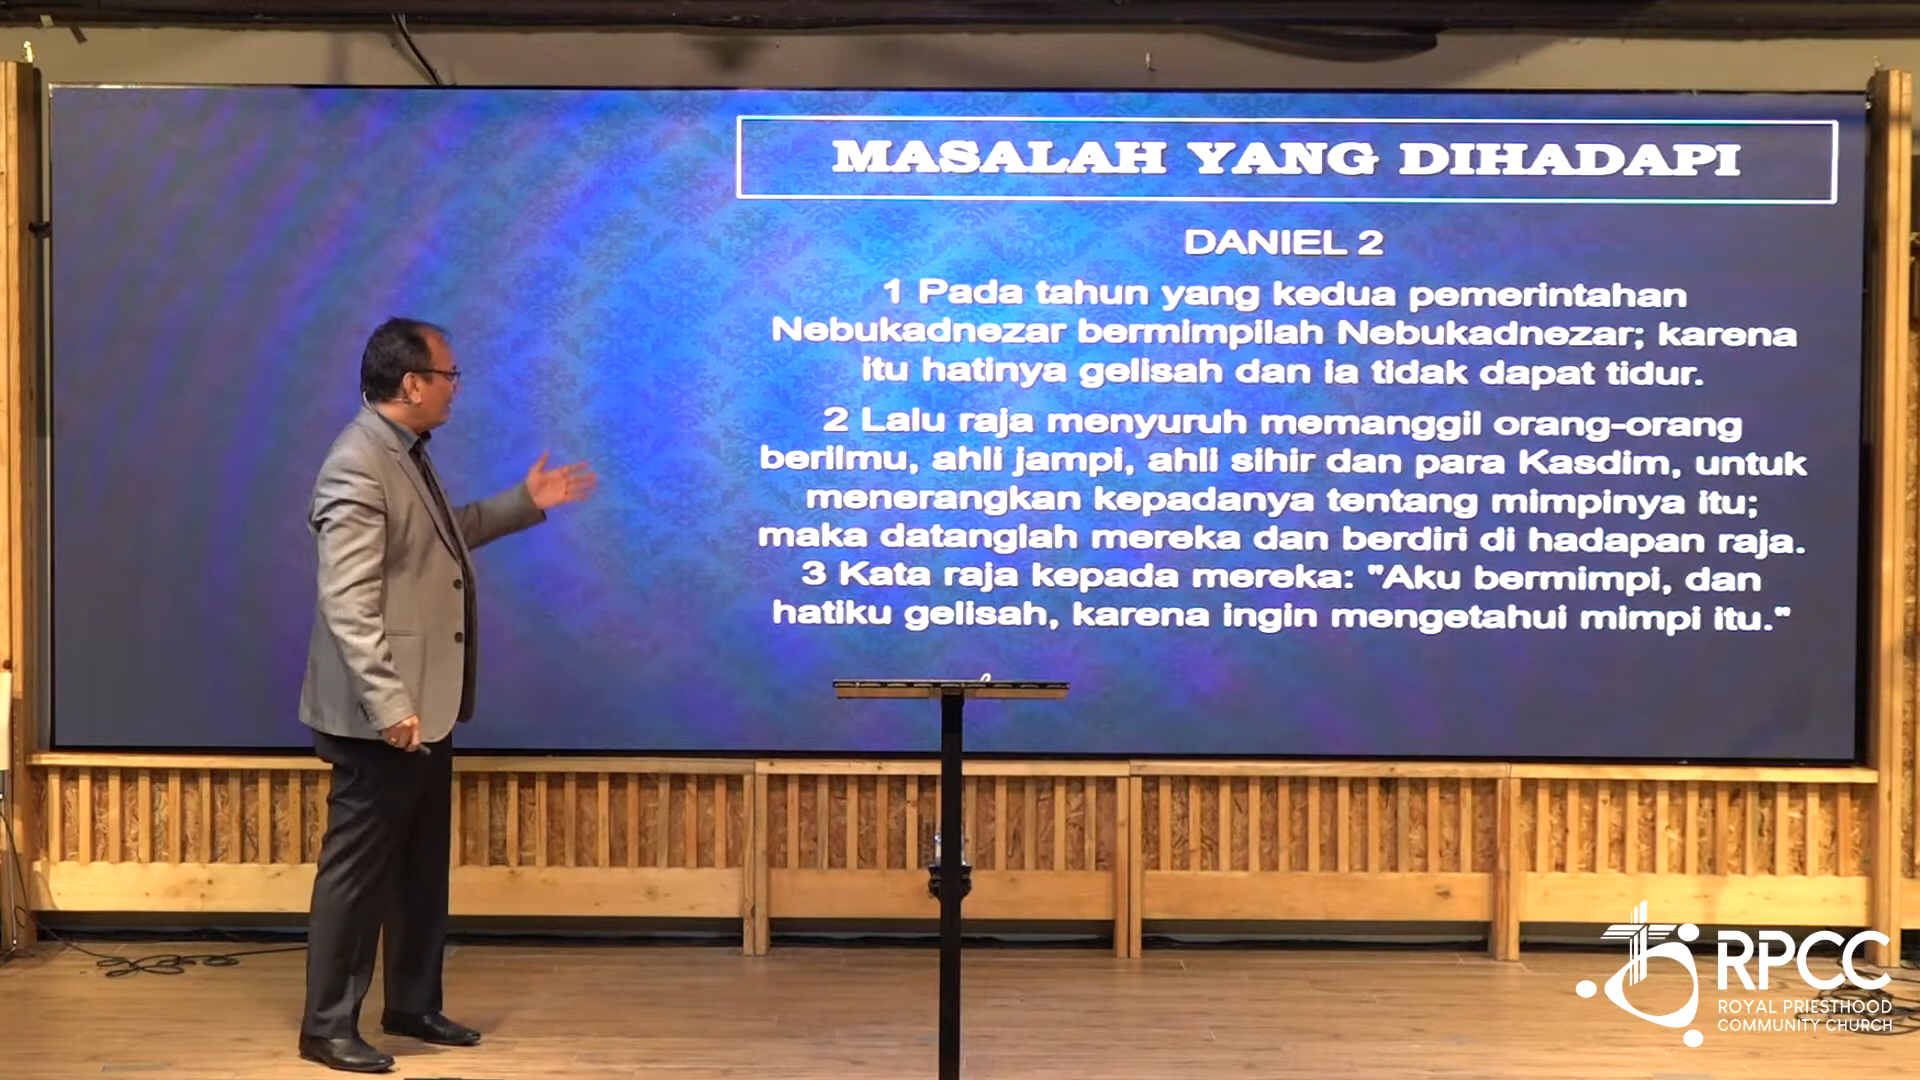 MASALAH YANG DIHADAPI
DANIEL 2
1 Pada tahun yang kedua pemerintahan
Nebukadnezar bermimpilah Nebukadnezar; karena
itu hatinya gelisah dan ia tidak dapat tidur.
2 Lalu raja menyuruh memanggil orang-orang
berilmu, ahli jampi, ahli sihir dan para Kasdim, untuk
menerangkan kepadanya tentang mimpinya itu;
maka datanglah mereka dan berdiri di hadapan raja.
3 Kata raja kepada mereka: "Aku bermimpi, dan
hatiku gelisah, karena ingin mengetahui mimpi itu."
RPCC
ROYAL PRIESTHOOD
COMMUNITY CHURCH